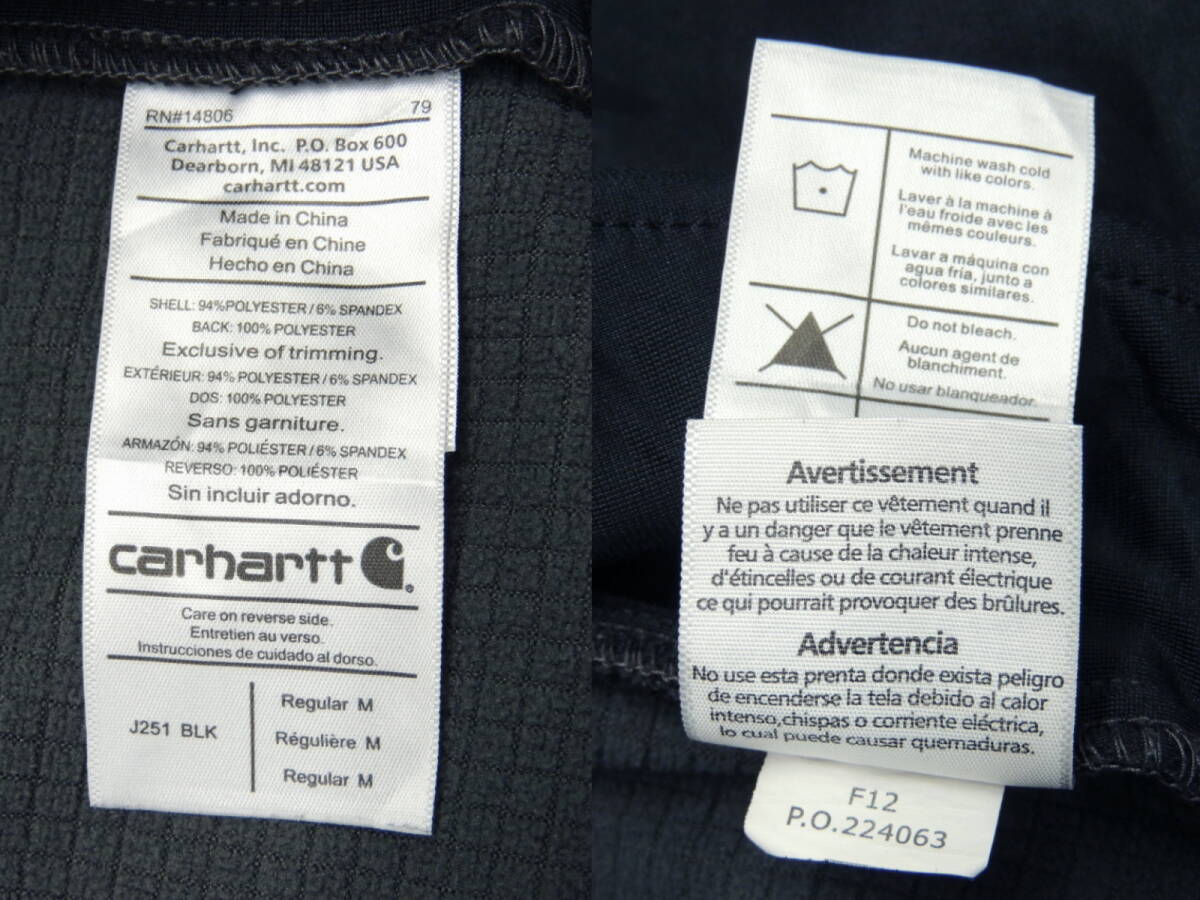 RN#14806 79
Carhartt, Inc. P.O. Box 600
Dearborn, MI 48121 USA
carhartt.com
Made in China
Fabriqué en Chine
Hecho en China
SHELL: 94%POLYESTER / 6% SPANDEX
BACK: 100% POLYESTER
Exclusive of trimming.
EXTÉRIEUR: 94% POLYESTER / 6% SPANDEX
DOS: 100% POLYESTER
Sans garniture.
ARMAZÓN: 94% POLIÉSTER / 6% SPANDEX
REVERSO: 100% POLIÉSTER
Sin incluir adorno.
carhartt
Care on reverse side.
Entretien au verso.
Instrucciones de cuidado al dorso.
J251 BLK
Regular M
Régulière M
Regular M
Machine wash cold
with like colors.
Laver à la machine à
l'eau froide avec les
mêmes couleurs.
Lavar a máquina con
agua fría, junto a
colores similares.
Do not bleach.
Aucun agent de
blanchiment.
No usar blanqueador.
Avertissement
Ne pas utiliser ce vêtement quand il
y a un danger que le vêtement prenne
feu à cause de la chaleur intense,
d'étincelles ou de courant électrique
ce qui pourrait provoquer des brûlures.
Advertencia
No use esta prenta donde exista peligro
de encenderse la tela debido al calor
intenso,chispas o corriente eléctrica,
lo cual puede causar quemaduras.
F12
P.O.224063